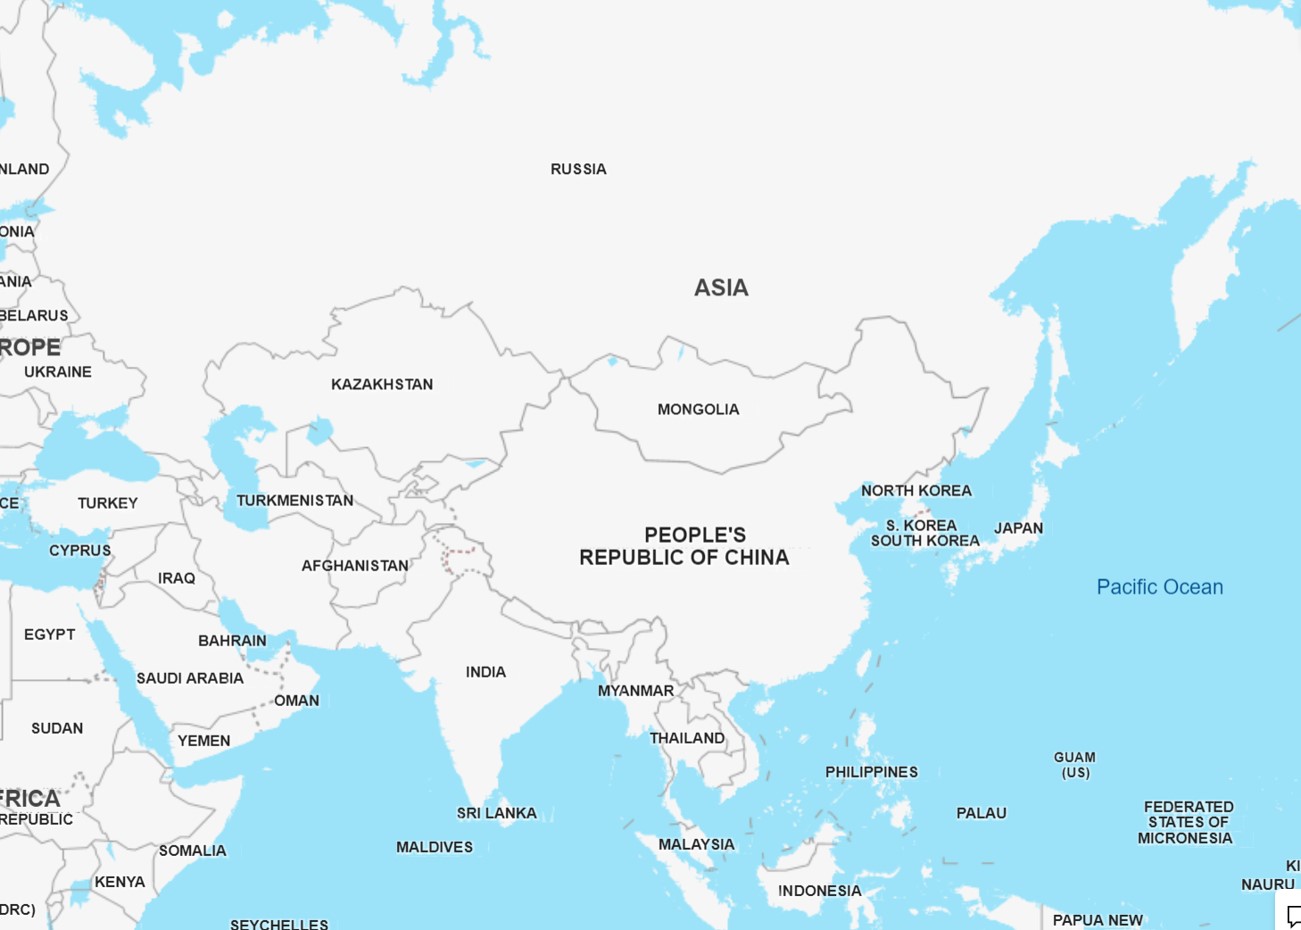 RUSSIA
NLAND
ONIA
ANIA
ASIA
BELARUS
ROPE
UKRAINE
KAZAKHSTAN
MONGOLIA
NORTH KOREA
TURKMENISTAN
CE
TURKEY
S. KOREA
SOUTH KOREA
JAPAN
PEOPLE'S
REPUBLIC OF CHINA
CYPRUS
AFGHANISTAN
IRAQ
Pacific Ocean
EGYPT
BAHRAIN
INDIA
SAUDI ARABIA
MYANMAR
OMAN
SUDAN
YEMEN
THAILAND
GUAM
(US)
PHILIPPINES
FRICA
REPUBLIC
SRI LANKA
PALAU
FEDERATED
STATES OF
MICRONESIA
MALDIVES
MALAYSIA
SOMALIA
KI
KENYA
NAURU
INDONESIA
DRC)
PAPUA NEW
SEYCHELLES